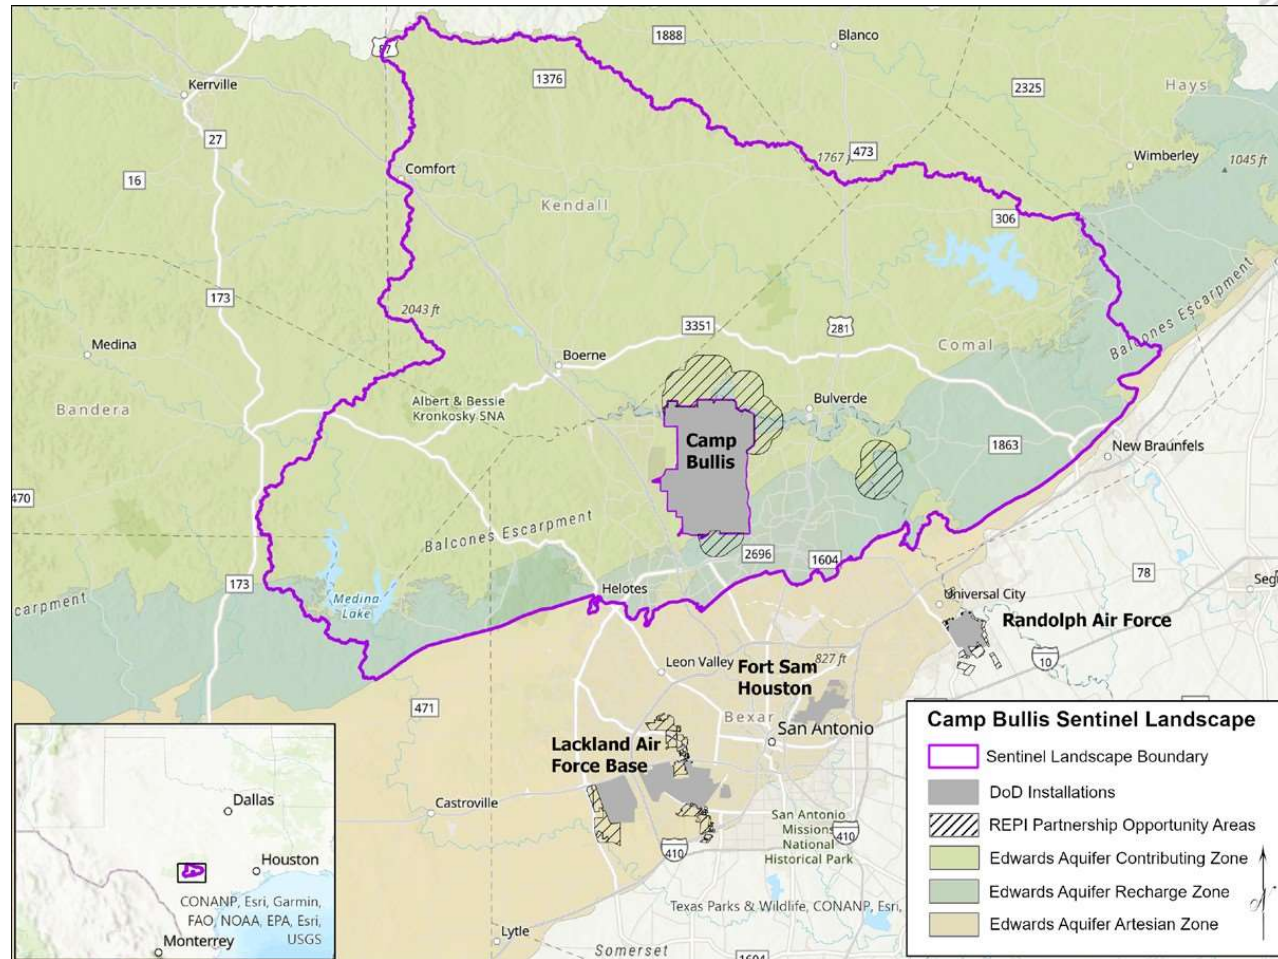 1888
Blanco
87
Kerrville
1376
2325
Hays
27
473
1767 f
Wimberley
1045 ft
16
Comfort
Kendall
306
173
2043 ft
3351
281
Balcones Escarpment
Medina
Boerne
Comal
Bandera
Albert & Bessie
Kronkosky SNA
Bulverde
Camp
Bullis
1863
New Braunfels
470
Balcones Escarpment
2696
1604
78
173
Helotes
Seg
carpment
Medina
Lake
Universal City
Randolph Air Force
10
Leon Valley
Fort Sam
Houston
827 ft
471
Bexar
San Antonio
Lackland Air
Force Base
Castroville
San Antonio
Missions
National
Historical Park
410
410
Texas Parks & Wildlife, CONANP, Esri,
Lytle
Somerset
1604
Dallas
Houston
CONANP, Esri, Garmin,
FAO, NOAA, EPA, Esri,
USGS
Monterrey
Camp Bullis Sentinel Landscape
Sentinel Landscape Boundary
DoD Installations
REPI Partnership Opportunity Areas
Edwards Aquifer Contributing Zone
Edwards Aquifer Recharge Zone
Edwards Aquifer Artesian Zone
N